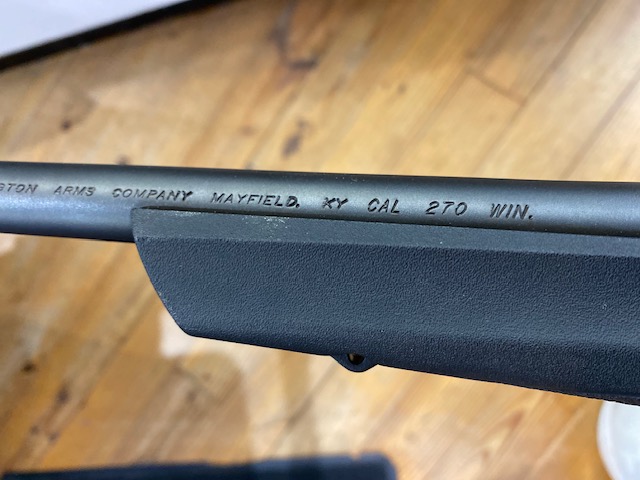 ARMS COMPANY MAYFIELD. KY CAL 270 WIN.